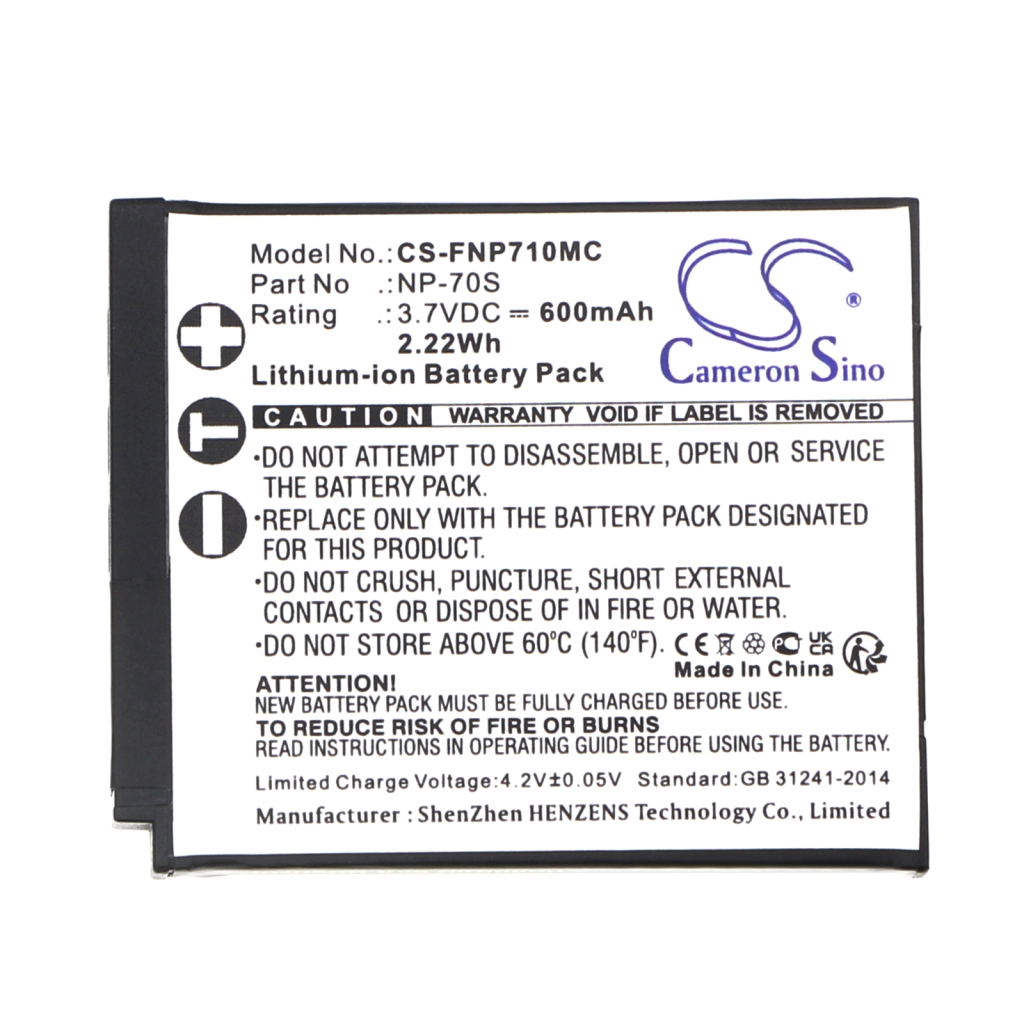 Model No.: CS-FNP710MC
Part No .: NP-70S
Rating .: 3.7VDC ⎓ 600mAh
2.22Wh
Lithium-ion Battery Pack
CS ®
Cameron Sino
+
T
−
CAUTION WARRANTY VOID IF LABEL IS REMOVED
·DO NOT ATTEMPT TO DISASSEMBLE, OPEN OR SERVICE
THE BATTERY PACK.
·REPLACE ONLY WITH THE BATTERY PACK DESIGNATED
FOR THIS PRODUCT.
·DO NOT CRUSH, PUNCTURE, SHORT EXTERNAL
CONTACTS OR DISPOSE OF IN FIRE OR WATER.
·DO NOT STORE ABOVE 60°C (140°F). CE UK CA
Made In China
ATTENTION!
NEW BATTERY PACK MUST BE FULLY CHARGED BEFORE USE.
TO REDUCE RISK OF FIRE OR BURNS
READ INSTRUCTIONS IN OPERATING GUIDE BEFORE USING THE BATTERY.
Limited Charge Voltage:4.2V±0.05V Standard:GB 31241-2014
Manufacturer : ShenZhen HENZENS Technology Co., Limited